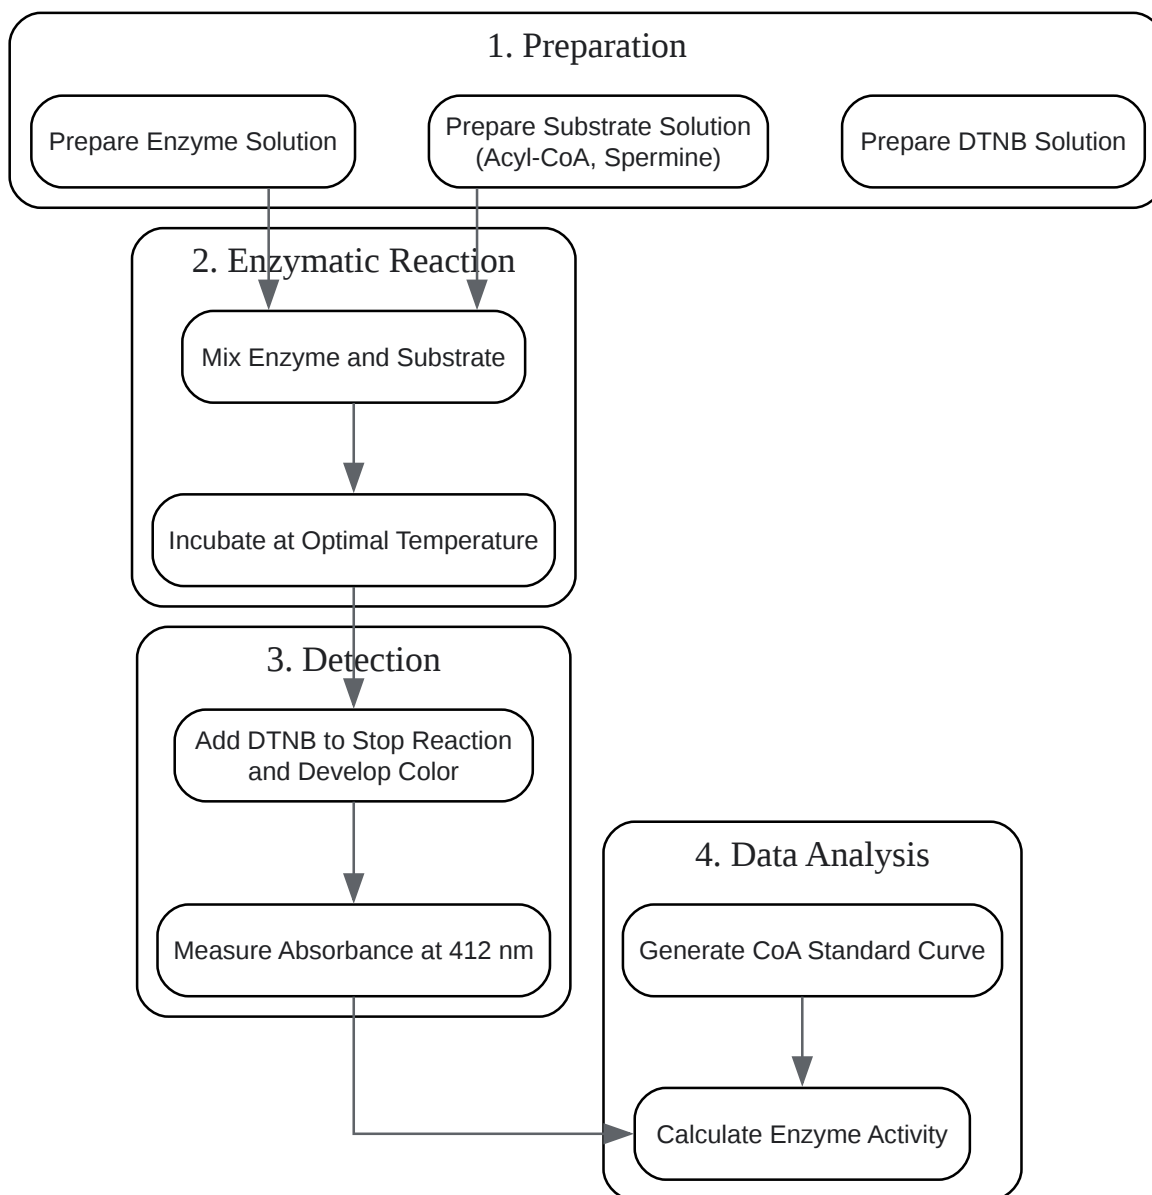 1. Preparation
Prepare Enzyme Solution
Prepare Substrate Solution
(Acyl-CoA, Spermine)
Prepare DTNB Solution
2. Enzymatic Reaction
Mix Enzyme and Substrate
Incubate at Optimal Temperature
3. Detection
Add DTNB to Stop Reaction
and Develop Color
Measure Absorbance at 412 nm
4. Data Analysis
Generate CoA Standard Curve
Calculate Enzyme Activity